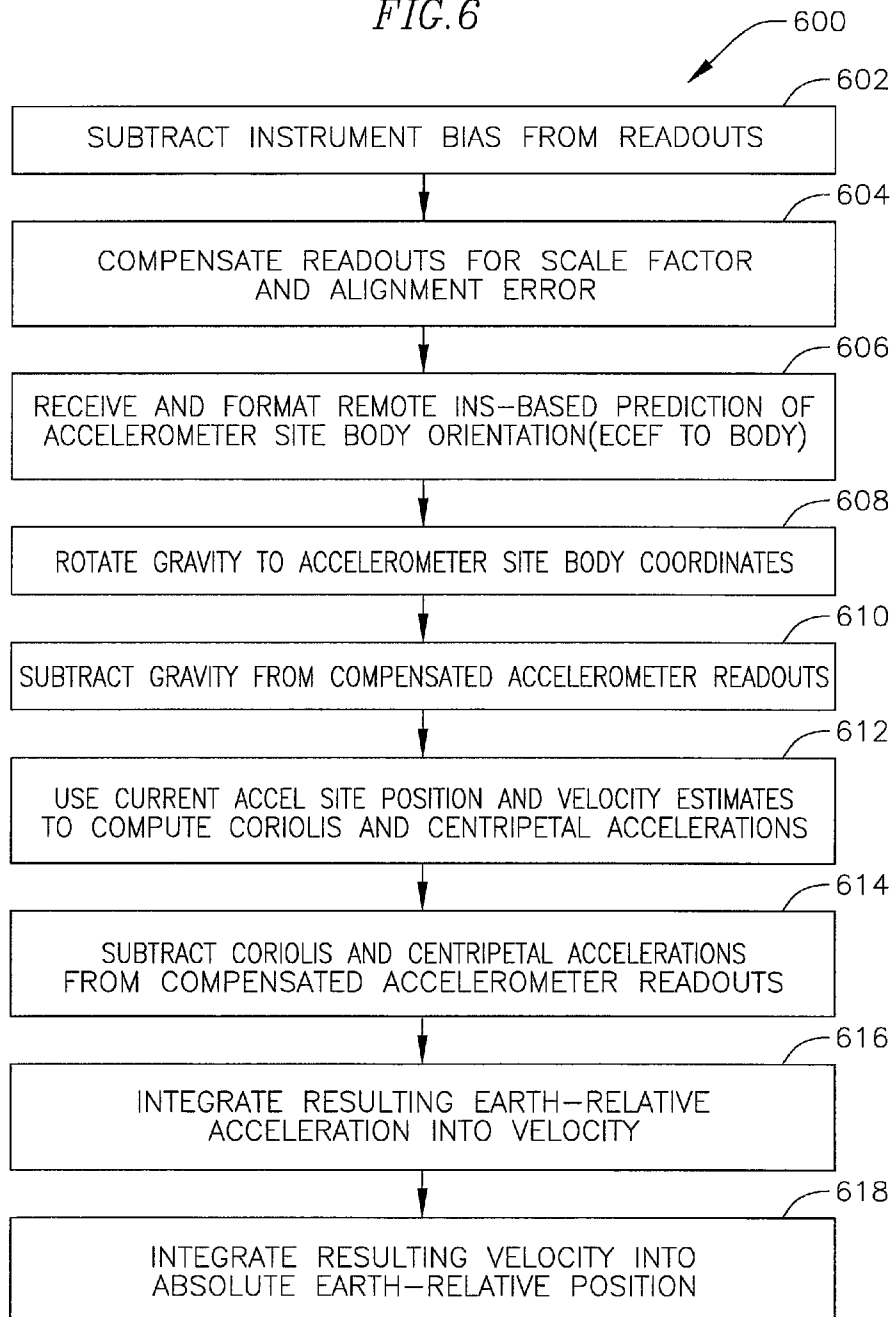 FIG.6
600
602
SUBTRACT INSTRUMENT BIAS FROM READOUTS
604
COMPENSATE READOUTS FOR SCALE FACTOR
AND ALIGNMENT ERROR
606
RECEIVE AND FORMAT REMOTE INS-BASED PREDICTION OF
ACCELEROMETER SITE BODY ORIENTATION(ECEF TO BODY)
608
ROTATE GRAVITY TO ACCELEROMETER SITE BODY COORDINATES
610
SUBTRACT GRAVITY FROM COMPENSATED ACCELEROMETER READOUTS
612
USE CURRENT ACCEL SITE POSITION AND VELOCITY ESTIMATES
TO COMPUTE CORIOLIS AND CENTRIPETAL ACCELERATIONS
614
SUBTRACT CORIOLIS AND CENTRIPETAL ACCELERATIONS
FROM COMPENSATED ACCELEROMETER READOUTS
616
INTEGRATE RESULTING EARTH-RELATIVE
ACCELERATION INTO VELOCITY
618
INTEGRATE RESULTING VELOCITY INTO
ABSOLUTE EARTH-RELATIVE POSITION